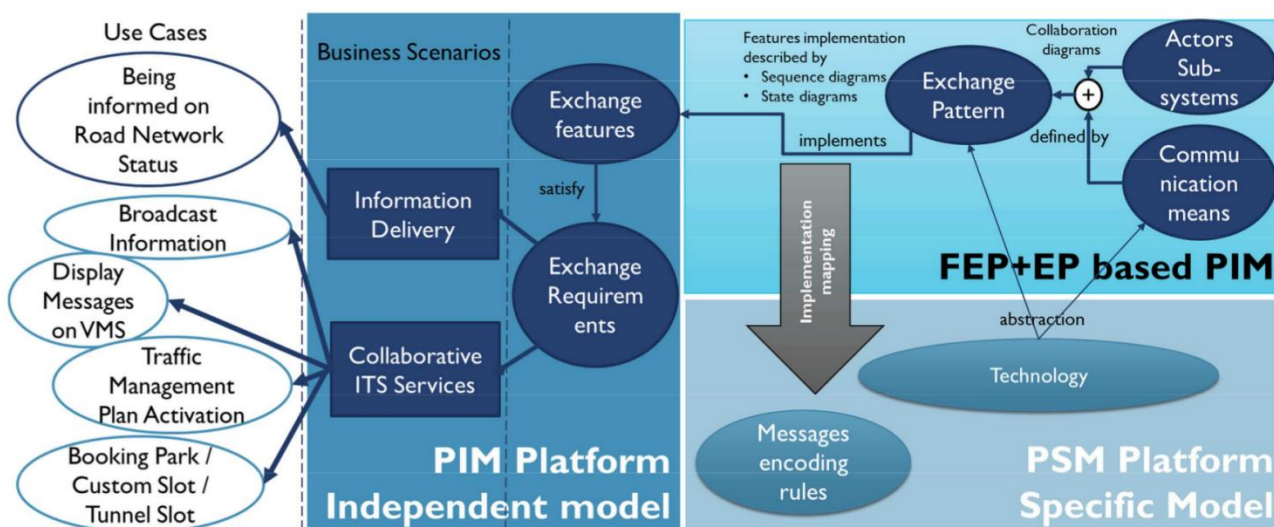 Use Cases
Being
informed on
Road Network
Status
Broadcast
Information
Display
Messages
on VMS
Traffic
Management
Plan Activation
Booking Park /
Custom Slot /
Tunnel Slot
Business Scenarios
Information
Delivery
Collaborative
ITS Services
Exchange
features
satisfy
Exchange
Requirem
ents
PIM Platform
Independent model
Features implementation
described by
• Sequence diagrams
• State diagrams
implements
Exchange
Pattern
Collaboration
diagrams
+
defined by
Actors
Sub-
systems
Commu
nication
means
FEP+EP based PIM
Implementation
mapping
abstraction
Technology
Messages
encoding
rules
PSM Platform
Specific Model